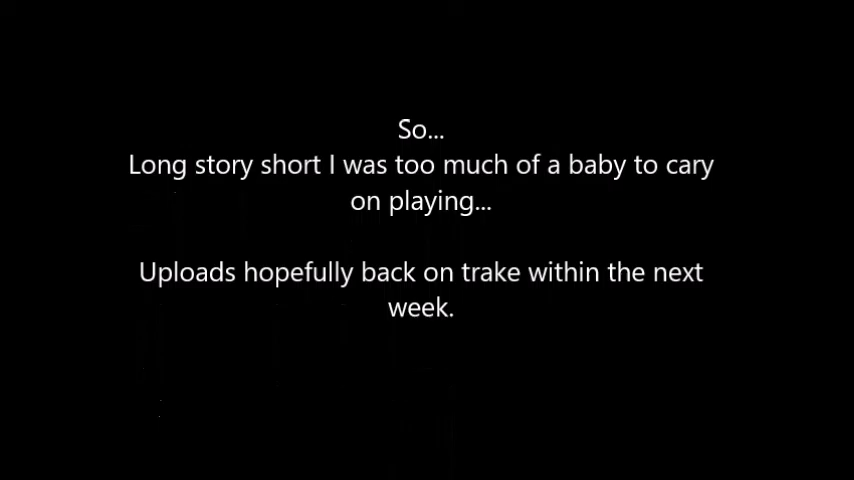 So...
Long story short I was too much of a baby to cary
on playing...
Uploads hopefully back on trake within the next
week.